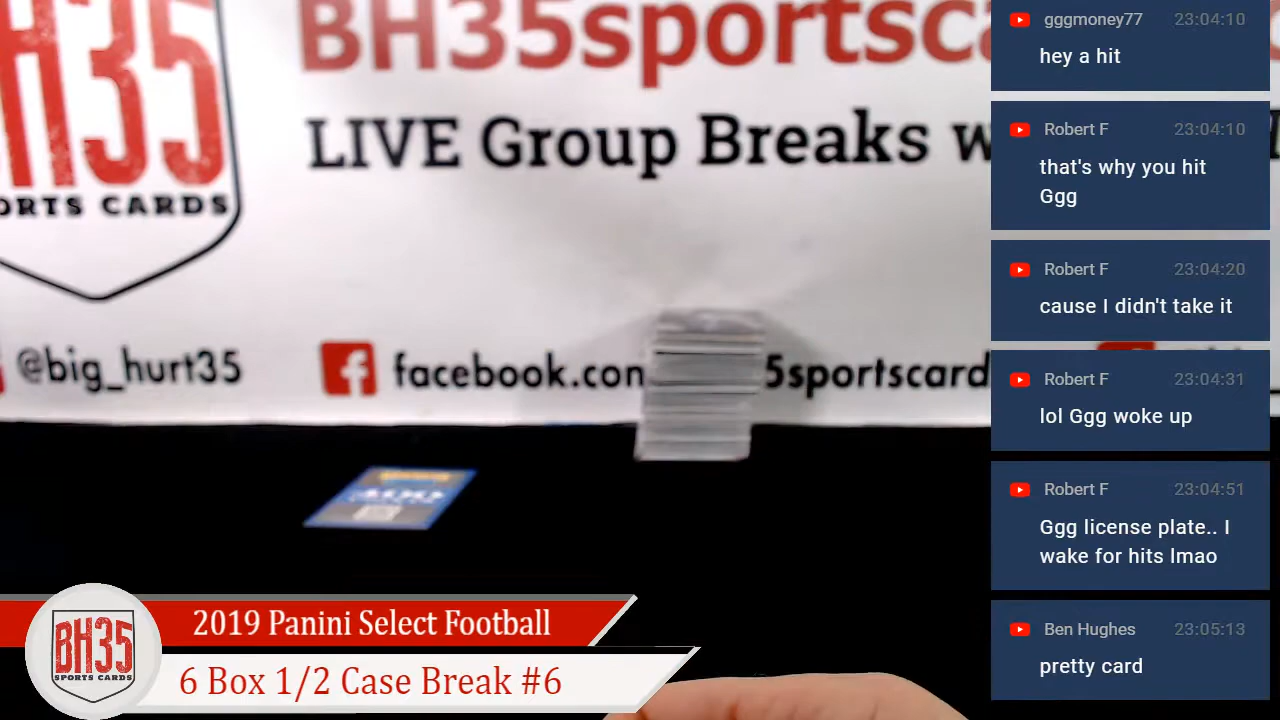 BH35sportsca
LIVE Group Breaks w
H35
ORTS CARDS
@big_hurt35
facebook.con
5sportscard
400
2019 Panini Select Football
6 Box 1/2 Case Break #6
BH35
SPORTS CARDS
gggmoney77 23:04:10
hey a hit
Robert F 23:04:10
that's why you hit
Ggg
Robert F 23:04:20
cause I didn't take it
Robert F 23:04:31
lol Ggg woke up
Robert F 23:04:51
Ggg license plate.. I
wake for hits lmao
Ben Hughes 23:05:13
pretty card